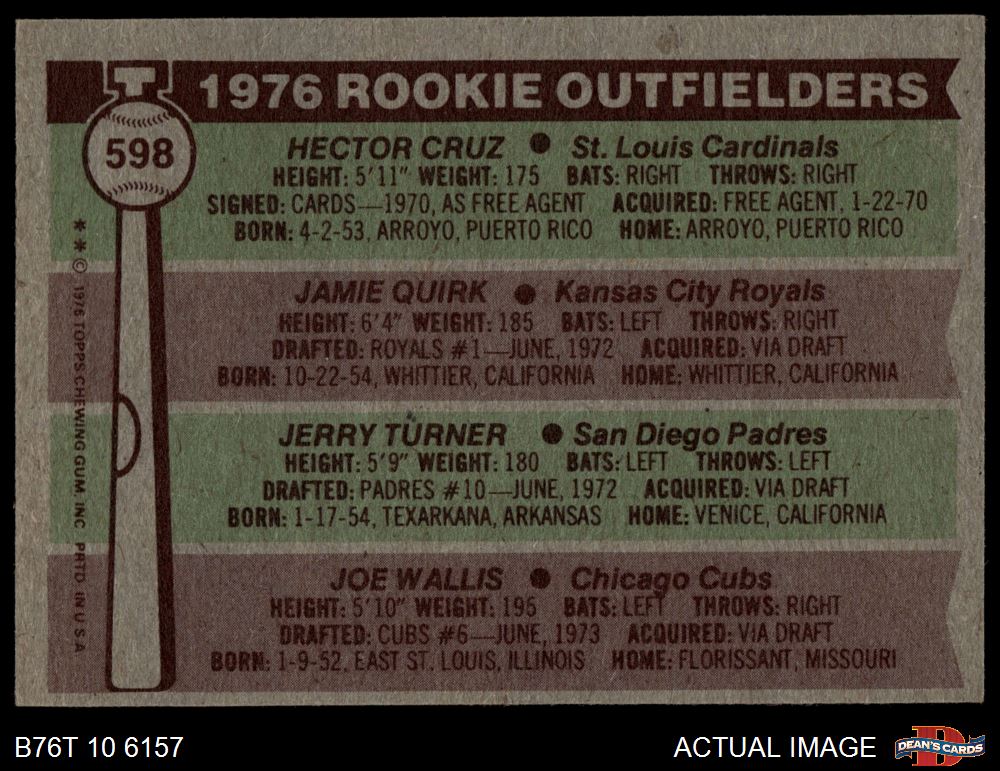 T
1976 ROOKIE OUTFIELDERS
598
HECTOR CRUZ ● St. Louis Cardinals
HEIGHT: 5'11" WEIGHT: 175 BATS: RIGHT THROWS: RIGHT
SIGNED: CARDS—1970, AS FREE AGENT ACQUIRED: FREE AGENT, 1-22-70
BORN: 4-2-53, ARROYO, PUERTO RICO HOME: ARROYO, PUERTO RICO
JAMIE QUIRK ● Kansas City Royals
HEIGHT: 6'4" WEIGHT: 185 BATS: LEFT THROWS: RIGHT
DRAFTED: ROYALS #1—JUNE, 1972 ACQUIRED: VIA DRAFT
BORN: 10-22-54, WHITTIER, CALIFORNIA HOME: WHITTIER, CALIFORNIA
JERRY TURNER ● San Diego Padres
HEIGHT: 5'9" WEIGHT: 180 BATS: LEFT THROWS: LEFT
DRAFTED: PADRES #10—JUNE, 1972 ACQUIRED: VIA DRAFT
BORN: 1-17-54, TEXARKANA, ARKANSAS HOME: VENICE, CALIFORNIA
JOE WALLIS ● Chicago Cubs
HEIGHT: 5'10" WEIGHT: 195 BATS: LEFT THROWS: RIGHT
DRAFTED: CUBS #6—JUNE, 1973 ACQUIRED: VIA DRAFT
BORN: 1-9-52, EAST ST. LOUIS, ILLINOIS HOME: FLORISSANT, MISSOURI
* * © 1976 TOPPS CHEWING GUM, INC. PRTD. IN U.S.A.
B76T 10 6157
ACTUAL IMAGE
D
DEAN'S CARDS